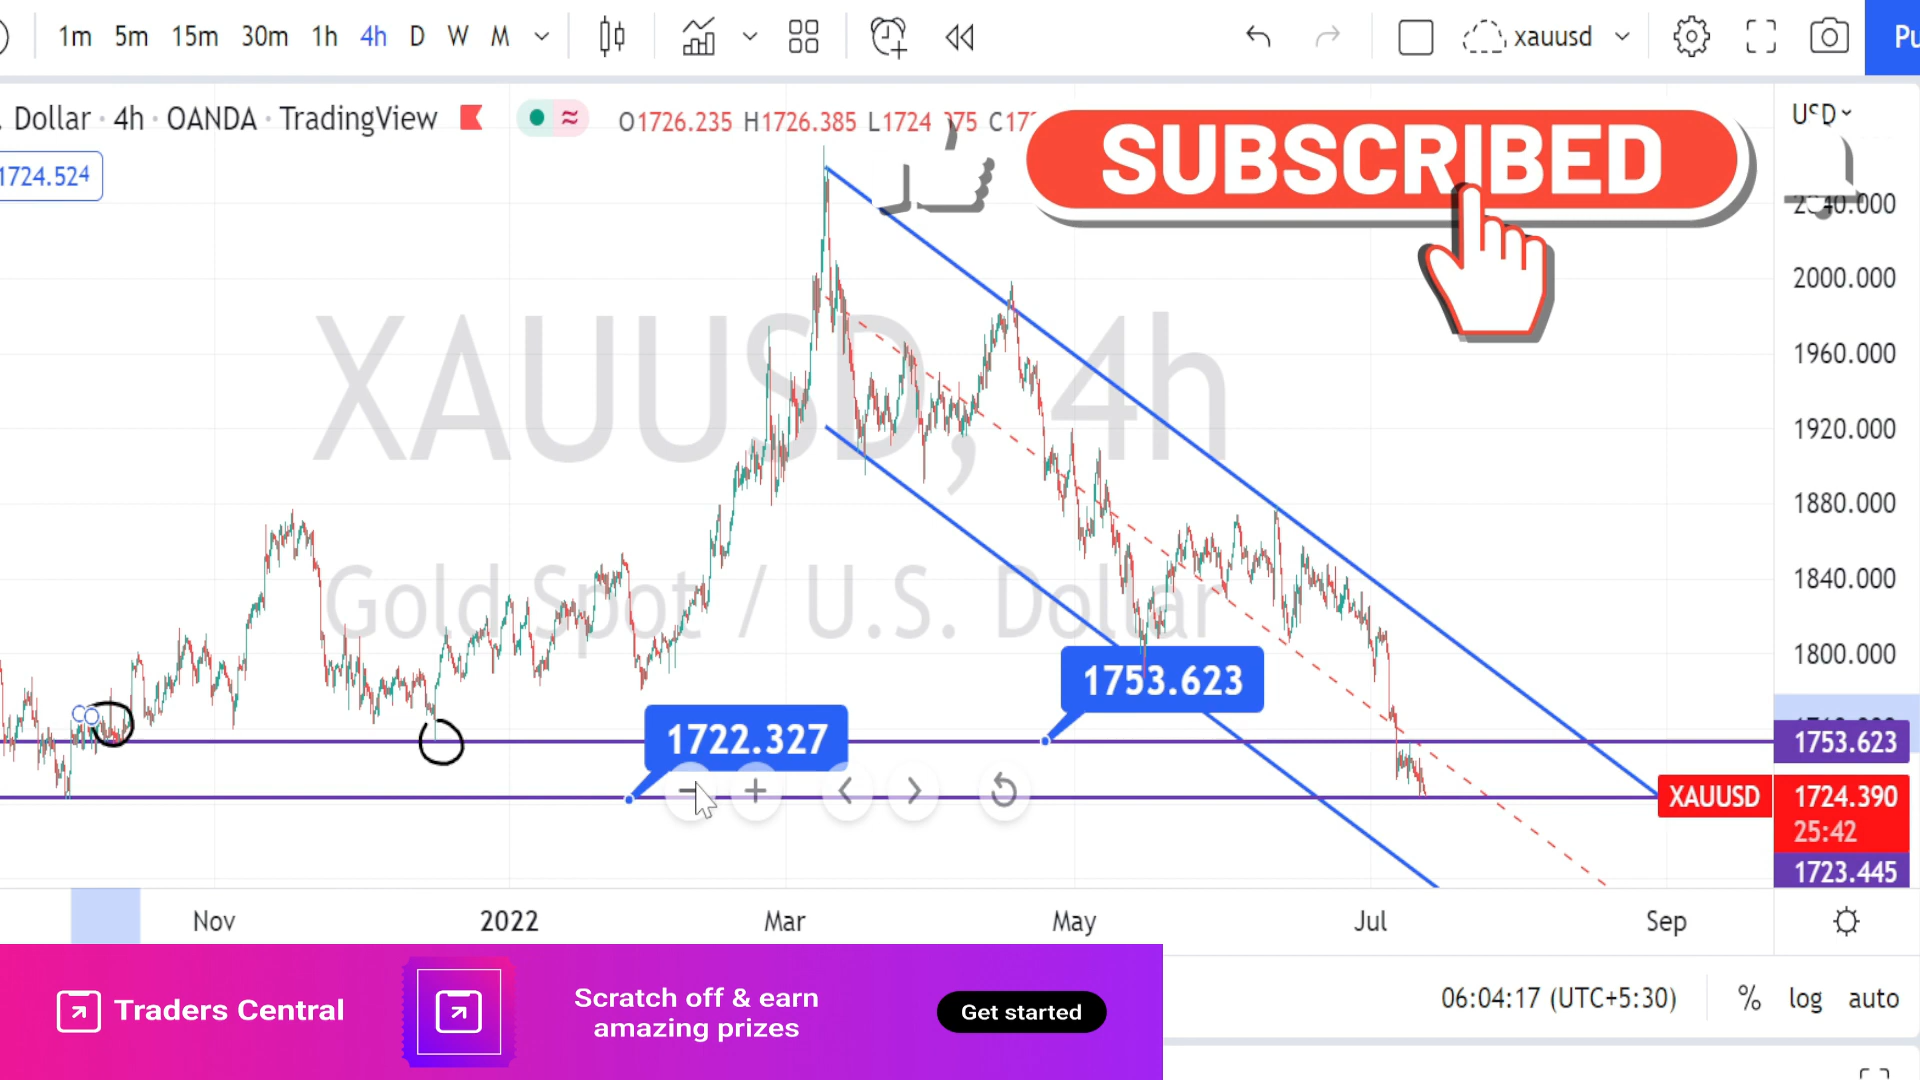 1m 5m 15m 30m 1h 4h D W M
xauusd
Dollar · 4h · OANDA · TradingView
O1726.235 H1726.385
USD
1724.524
SUBSCRIBED
2000.000
1960.000
1920.000
1880.000
1840.000
1800.000
XAUUSD, 4h
Gold Spot / U.S. Dollar
1753.623
1722.327
1753.623
XAUUSD 1724.390
25:42
1723.445
Nov 2022 Mar May Jul Sep
Traders Central
Scratch off & earn
amazing prizes
Get started
06:04:17 (UTC+5:30) % log auto